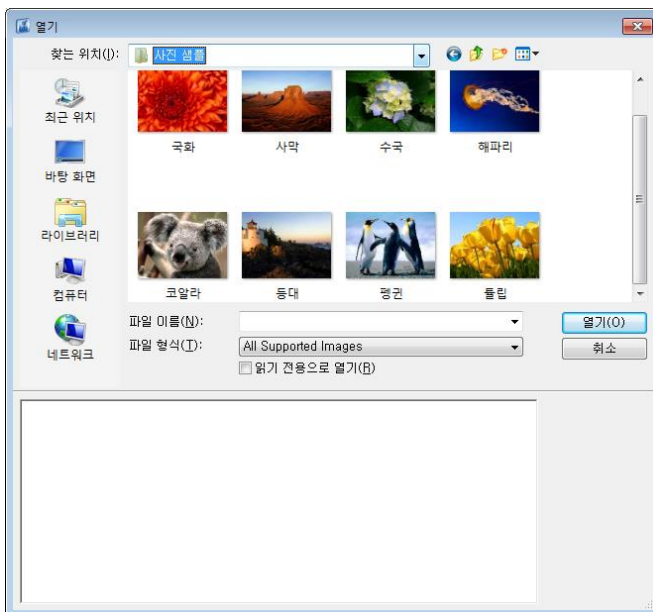 열기
찾는 위치(I):
사진 샘플
최근 위치
바탕 화면
라이브러리
컴퓨터
네트워크
국화
사막
수국
해파리
코알라
등대
펭귄
튤립
파일 이름(N):
열기(O)
파일 형식(T):
All Supported Images
취소
읽기 전용으로 열기(R)